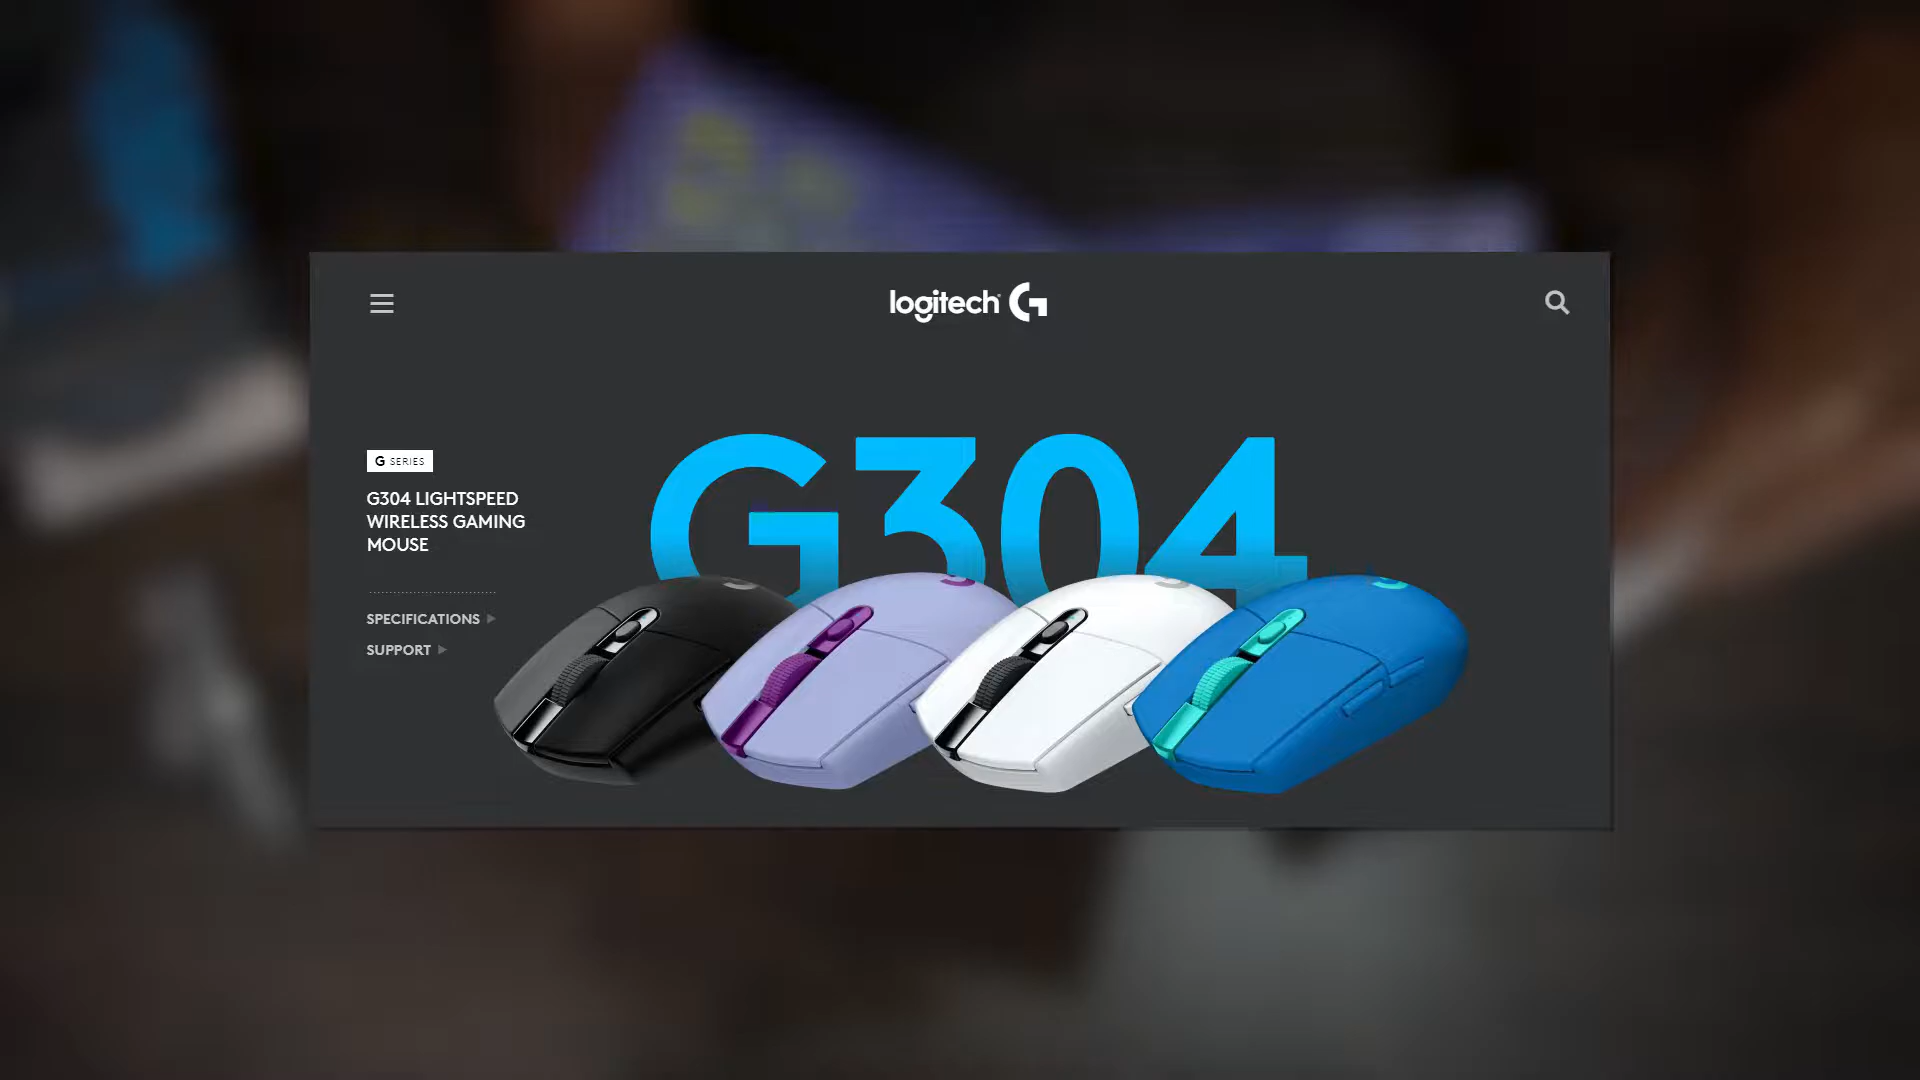 logitech G
G SERIES
G304 LIGHTSPEED
WIRELESS GAMING
MOUSE
G304
SPECIFICATIONS
SUPPORT